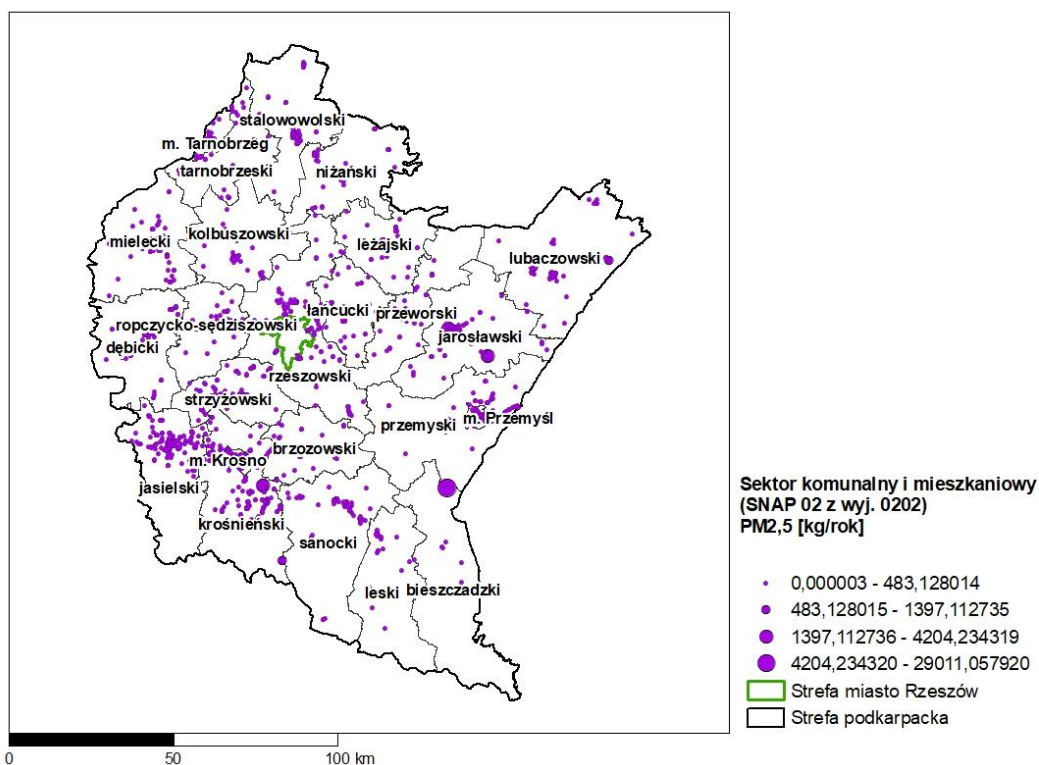 stalowowolski
m. Tarnobrzeg
tarnobrzeski
niżański
kolbuszowski
mielecki
leżajski
lubaczowski
łańcucki
przeworski
ropczycko-sędziszowski
jarosławski
dębicki
rzeszowski
strzyżowski
m. Przemyśl
przemyski
brzozowski
m. Krosno
jasielski
krośnieński
sanocki
leski
bieszczadzki
Sektor komunalny i mieszkaniowy
(SNAP 02 z wyj. 0202)
PM2,5 [kg/rok]
0,000003 - 483,128014
483,128015 - 1397,112735
1397,112736 - 4204,234319
4204,234320 - 29011,057920
Strefa miasto Rzeszów
Strefa podkarpacka
0 50 100 km